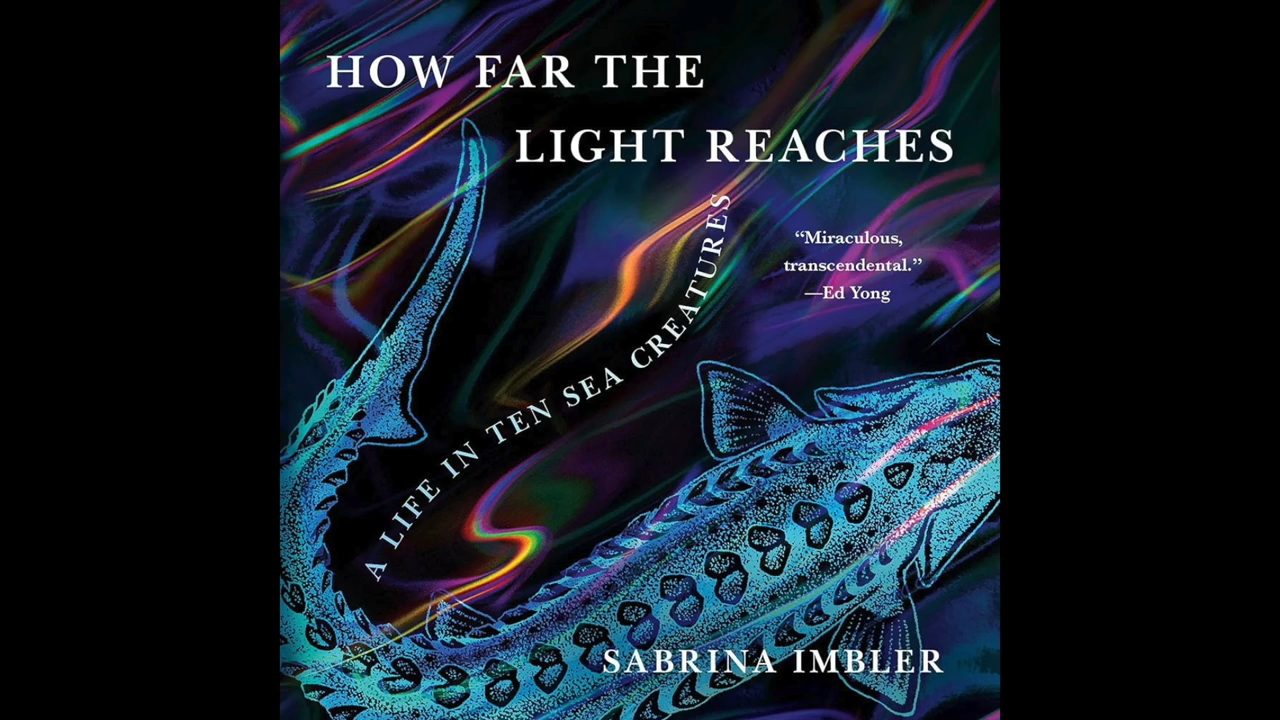 HOW FAR THE
LIGHT REACHES
A LIFE IN TEN SEA CREATURES
“Miraculous,
transcendental.”
—Ed Yong
SABRINA IMBLER